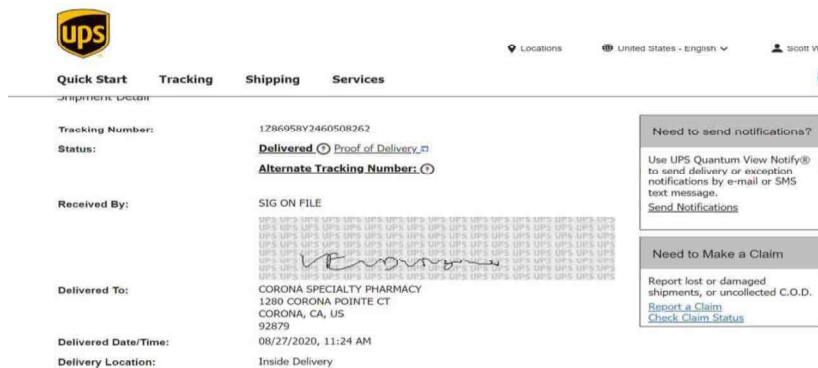 ups
Locations
United States - English
Scott W
Quick Start Tracking Shipping Services
Shipment Detail
Tracking Number: 1Z86958Y2460508262
Status: Delivered ? Proof of Delivery
Alternate Tracking Number: ?
Received By: SIG ON FILE
Delivered To: CORONA SPECIALTY PHARMACY
1280 CORONA POINTE CT
CORONA, CA, US
92879
Delivered Date/Time: 08/27/2020, 11:24 AM
Delivery Location: Inside Delivery
Need to send notifications?
Use UPS Quantum View Notify®
to send delivery or exception
notifications by e-mail or SMS
text message.
Send Notifications
Need to Make a Claim
Report lost or damaged
shipments, or uncollected C.O.D.
Report a Claim
Check Claim Status